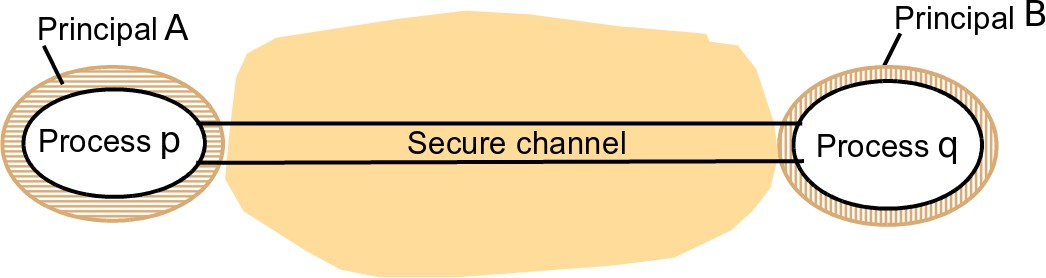 Principal A
Principal B
Process p
Secure channel
Process q